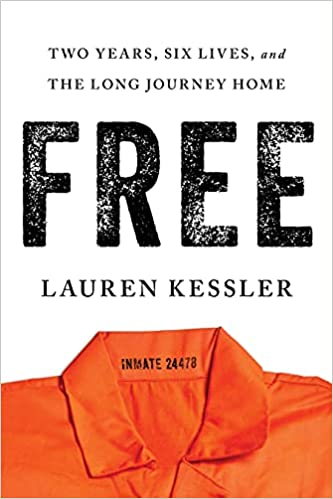 TWO YEARS, SIX LIVES, and
THE LONG JOURNEY HOME
FREE
LAUREN KESSLER
INMATE 24478